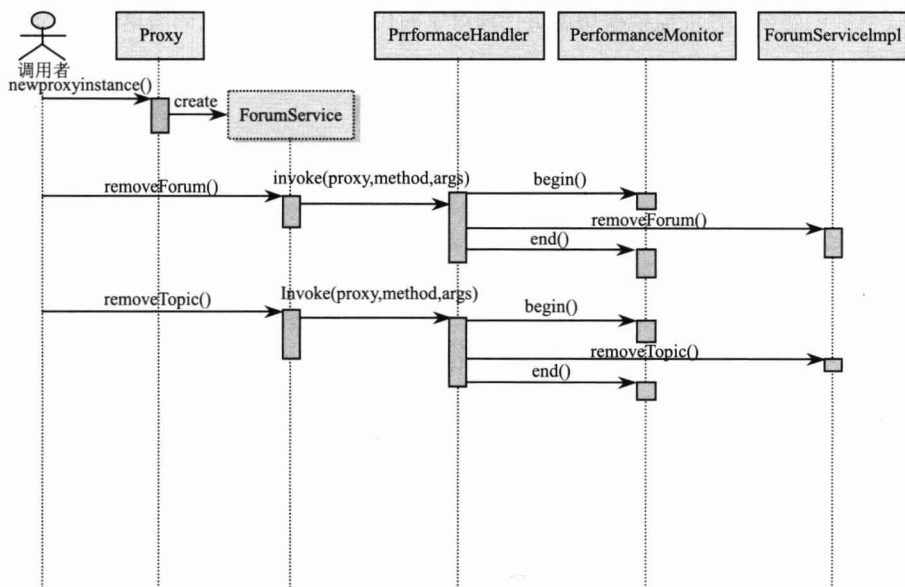 Proxy
PrrformaceHandler
PerformanceMonitor
ForumServiceImpl
调用者
newproxyinstance()
create
ForumService
removeForum()
invoke(proxy,method,args)
begin()
removeForum()
end()
removeTopic()
Invoke(proxy,method,args)
begin()
removeTopic()
end()